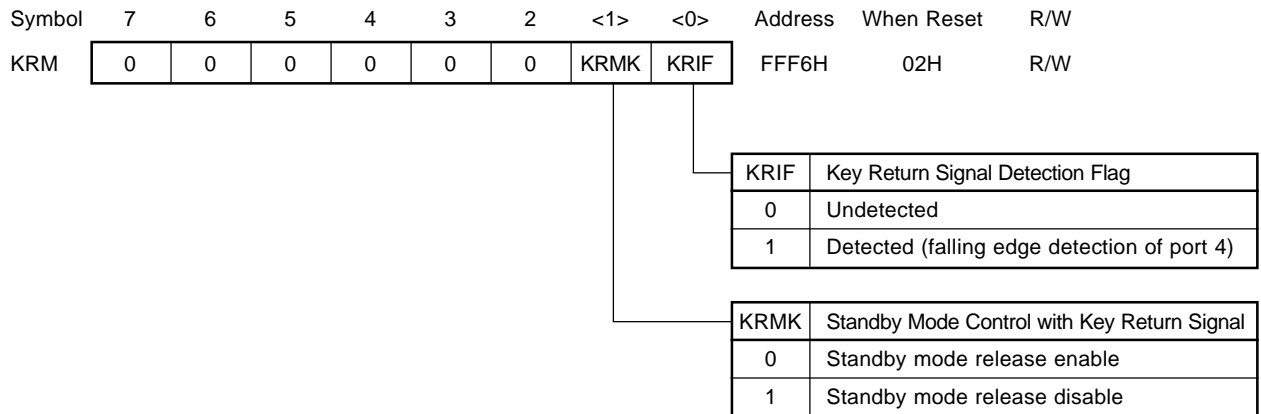 Symbol 7 6 5 4 3 2 <1> <0> Address When Reset R/W
KRM 0 0 0 0 0 0 KRMK KRIF FFF6H 02H R/W
KRIF Key Return Signal Detection Flag
0 Undetected
1 Detected (falling edge detection of port 4)
KRMK Standby Mode Control with Key Return Signal
0 Standby mode release enable
1 Standby mode release disable